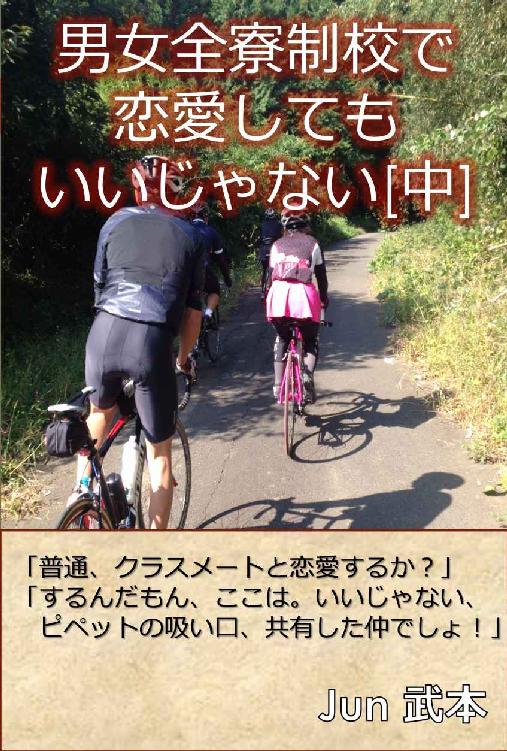 男女全寮制校で
恋愛しても
いいじゃない[中]
「普通、クラスメートと恋愛するか？」
「するんだもん、ここは。いいじゃない、
ピペットの吸い口、共有した仲でしょ！」
Jun 武本